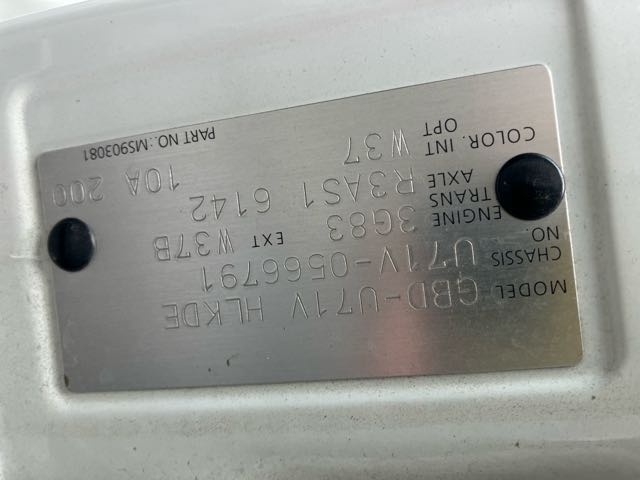 MODEL GBD-U71V HLKDE
CHASSIS NO. U71V-0566791
ENGINE 3G83 EXT W37B
TRANS AXLE R3AS1 6142
COLOR. INT OPT W37 10A 200
PART NO.:MS903081